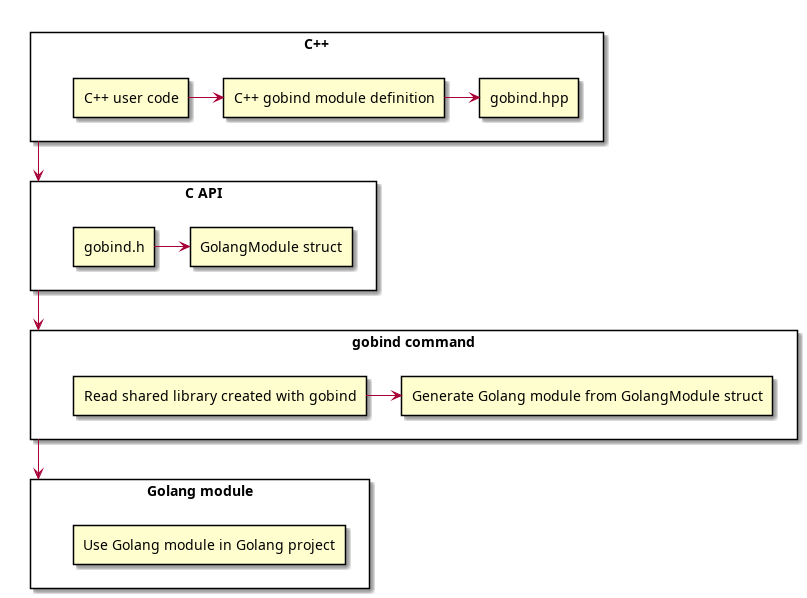 C++
C++ user code
C++ gobind module definition
gobind.hpp
C API
gobind.h
GolangModule struct
gobind command
Read shared library created with gobind
Generate Golang module from GolangModule struct
Golang module
Use Golang module in Golang project